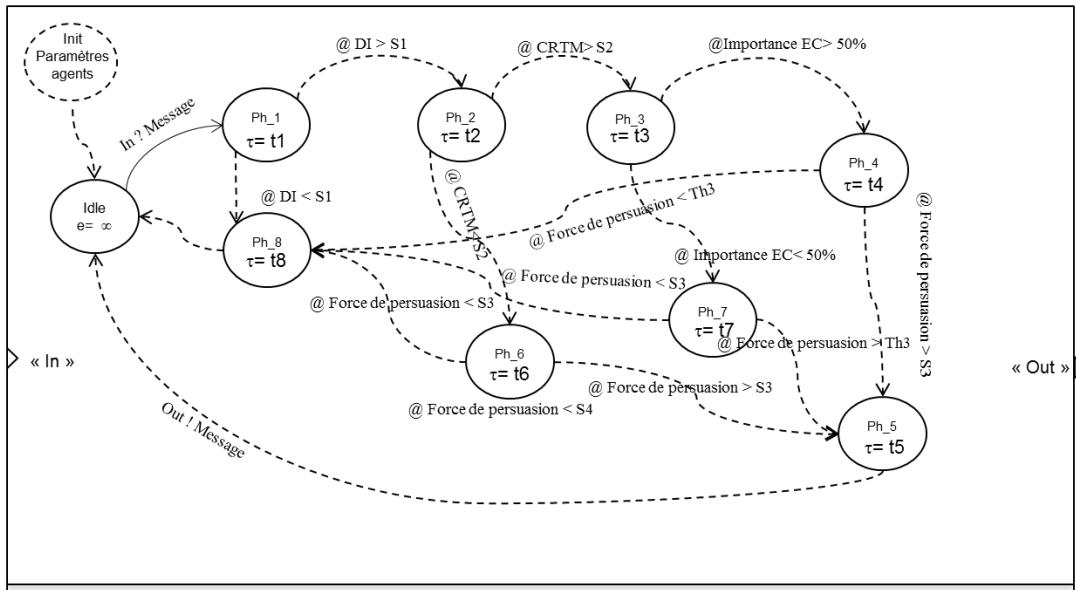 Init
Paramètres
agents
@ DI > S1
@ CRTM> S2
@Importance EC> 50%
In ? Message
Ph_1
τ= t1
Ph_2
τ= t2
Ph_3
τ= t3
Ph_4
τ= t4
@ DI < S1
@ CRTM<S2
@ Force de persuasion < Th3
@ Force de persuasion > S3
Idle
e= ∞
Ph_8
τ= t8
@ Importance EC< 50%
@ Force de persuasion < S3
@ Force de persuasion < S3
Ph_7
τ= t7
@ Force de persuasion > Th3
« In »
« Out »
Ph_6
τ= t6
@ Force de persuasion > S3
@ Force de persuasion < S4
Out ! Message
Ph_5
τ= t5